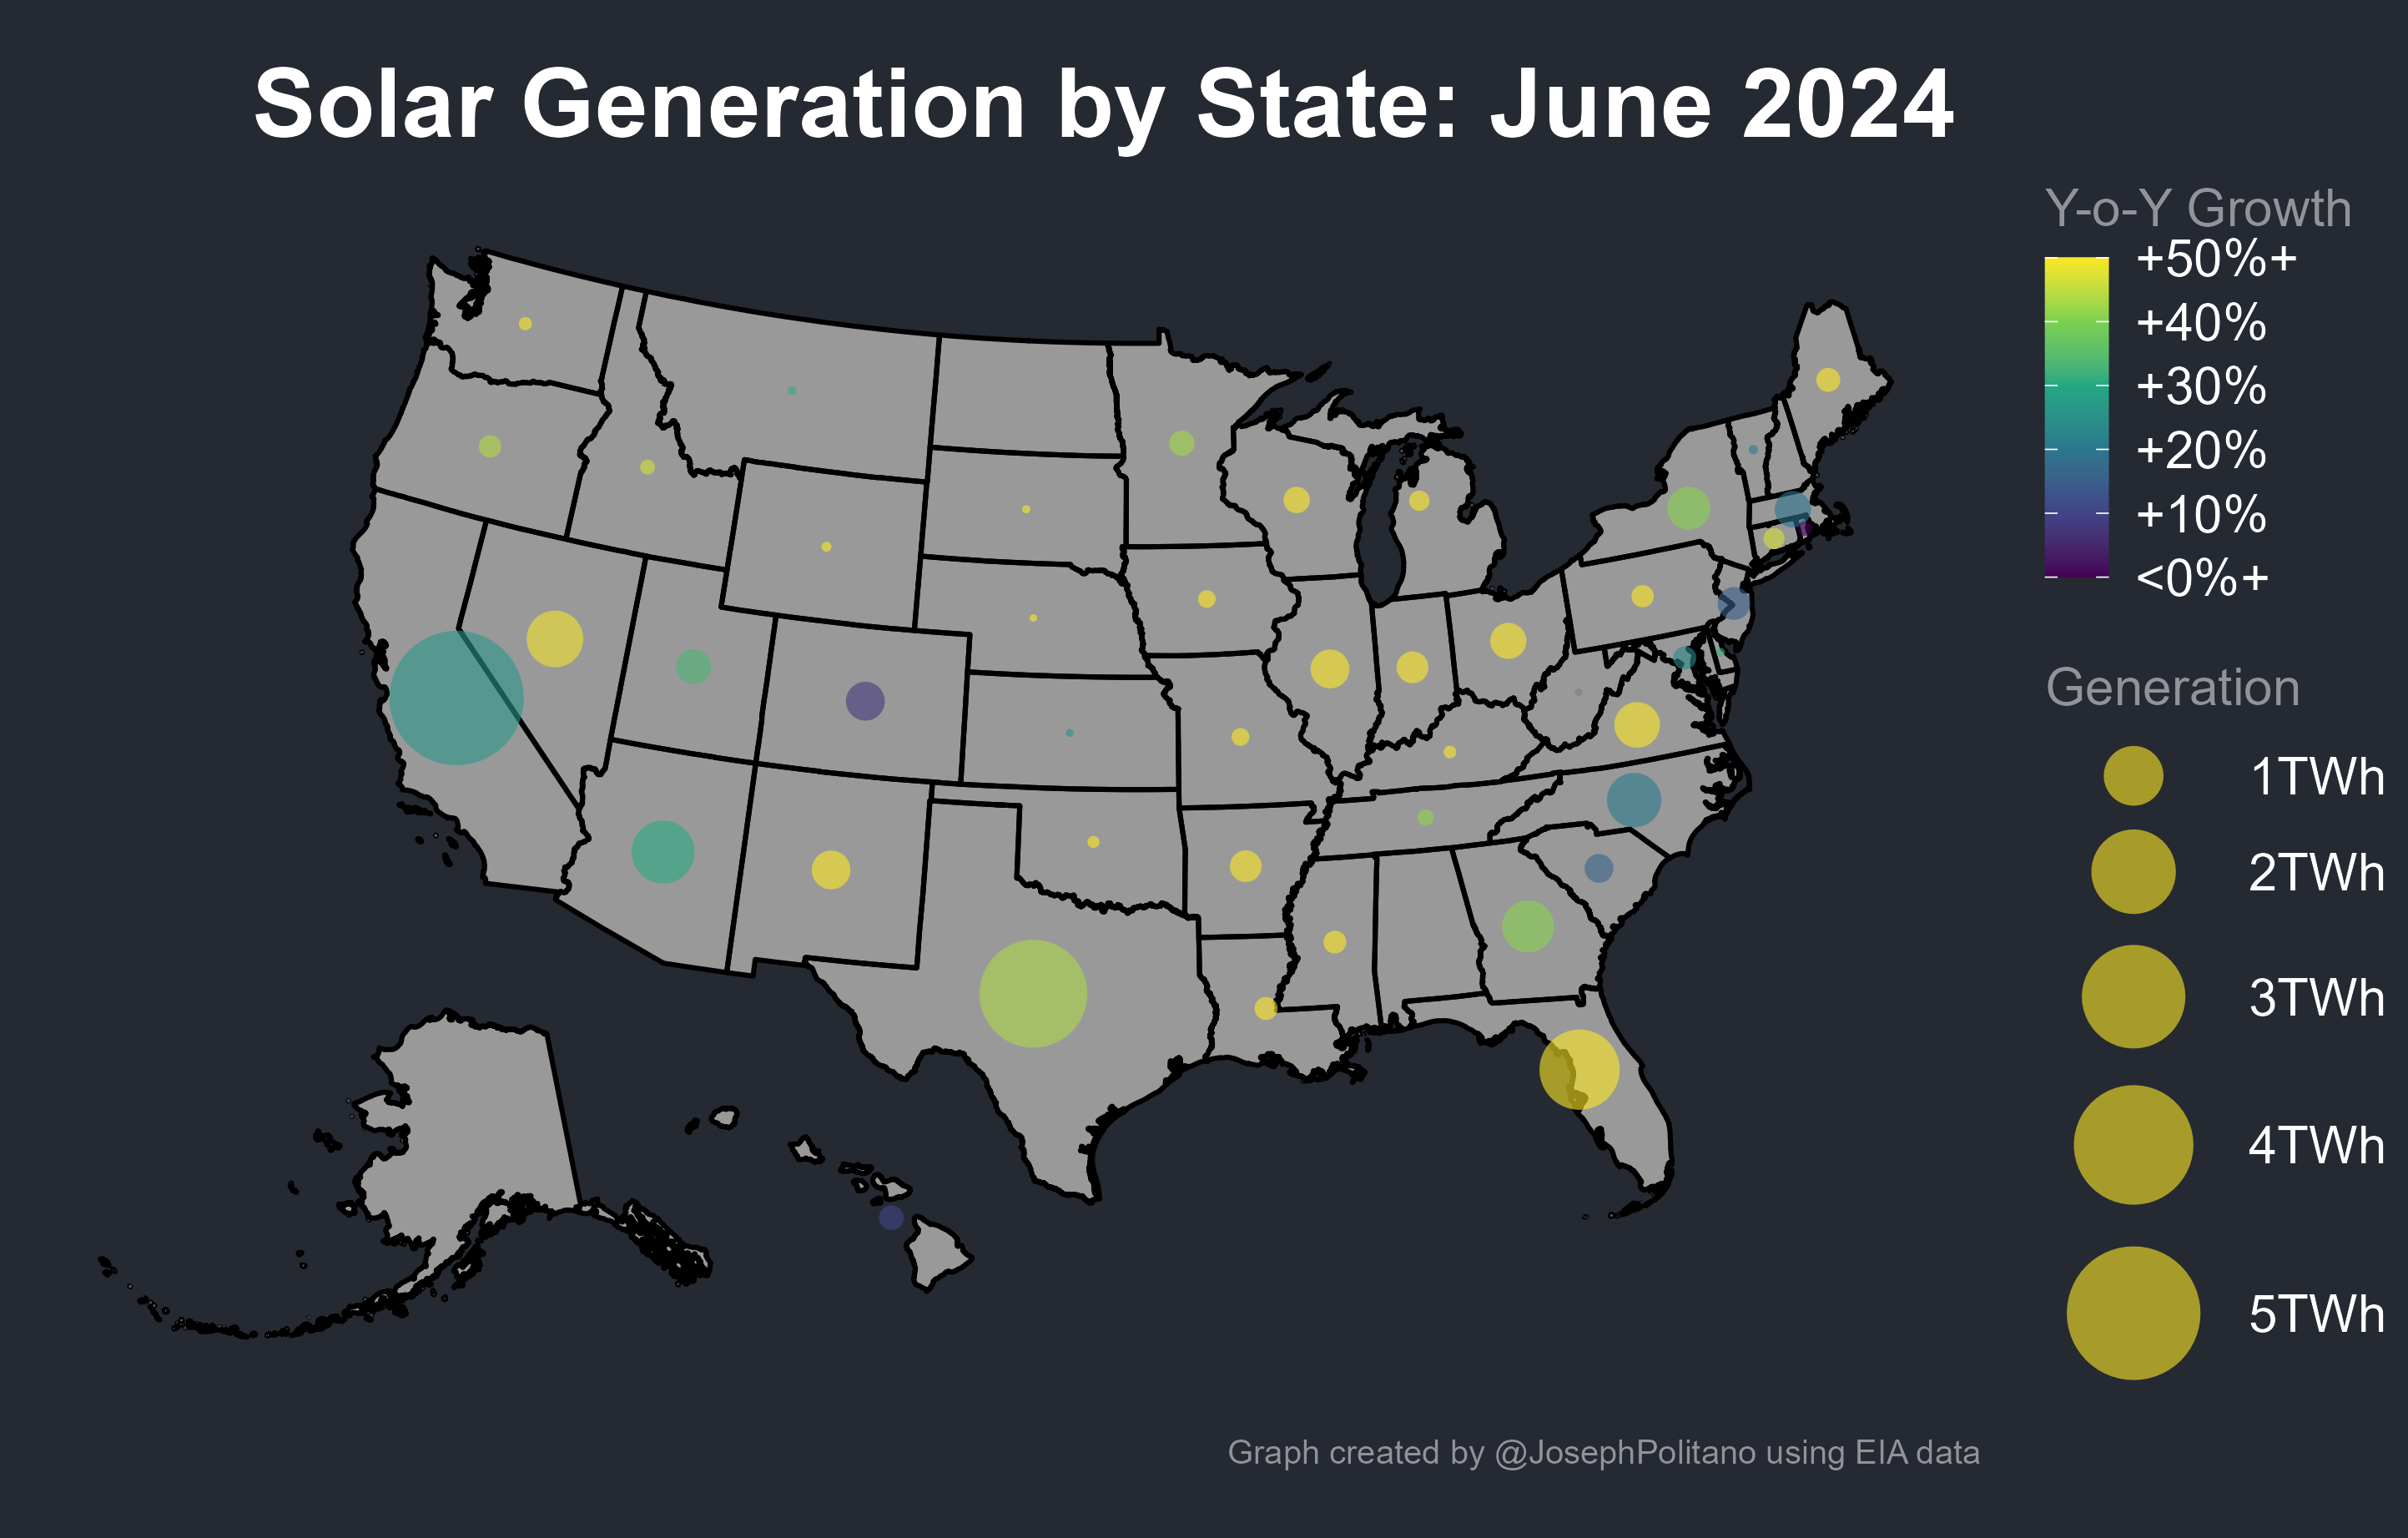 Solar Generation by State: June 2024
Y-o-Y Growth
+50%+
+40%
+30%
+20%
+10%
<0%+
Generation
1TWh
2TWh
3TWh
4TWh
5TWh
Graph created by @JosephPolitano using EIA data